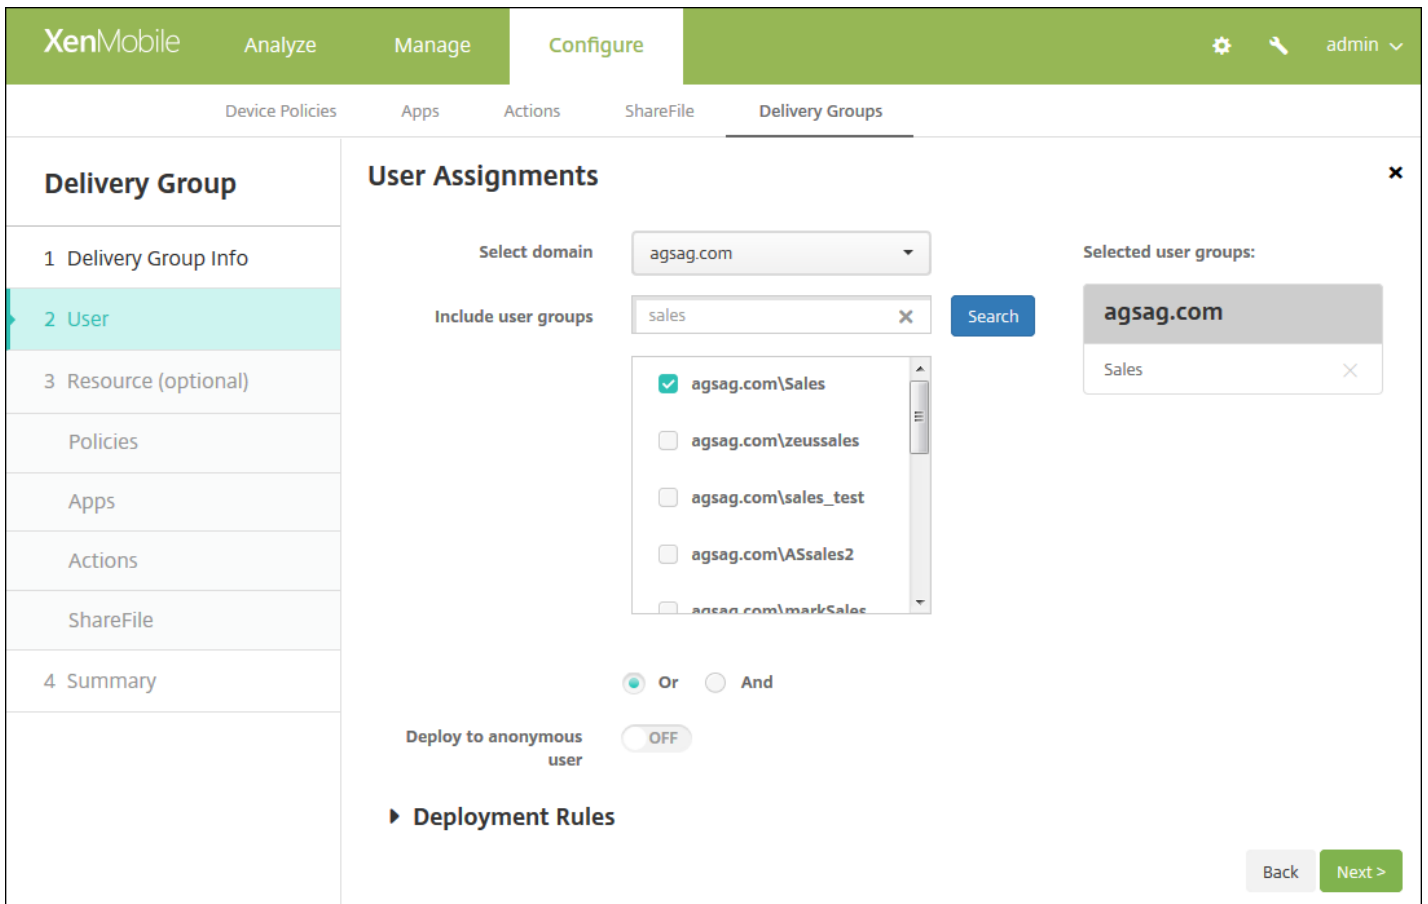 XenMobile Analyze Manage Configure admin
Device Policies Apps Actions ShareFile Delivery Groups
Delivery Group
1 Delivery Group Info
2 User
3 Resource (optional)
Policies
Apps
Actions
ShareFile
4 Summary
User Assignments
Select domain agsag.com
Include user groups sales Search
agsag.com\Sales
agsag.com\zeussales
agsag.com\sales_test
agsag.com\ASsales2
agsag.com\markSales
Or And
Deploy to anonymous
user
OFF
Deployment Rules
Selected user groups:
agsag.com
Sales
Back Next >